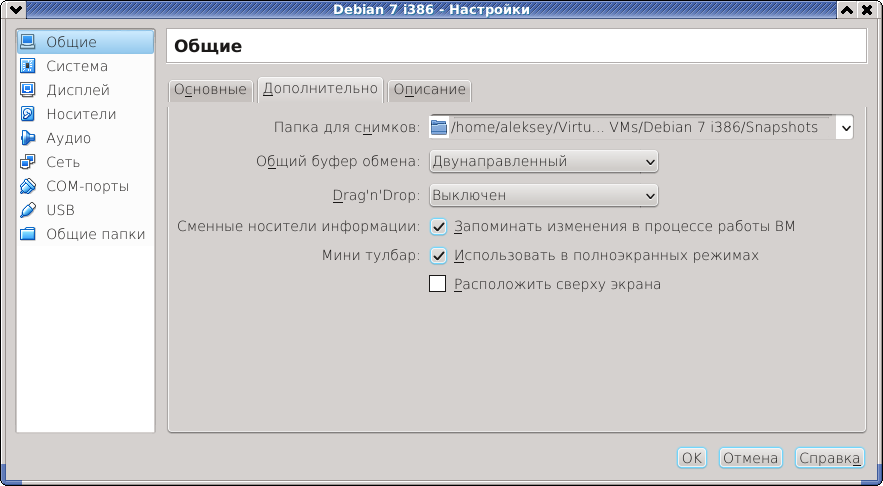 Debian 7 i386 - Настройки
Общие
Система
Дисплей
Носители
Аудио
Сеть
COM-порты
USB
Общие папки
Общие
Основные Дополнительно Описание
Папка для снимков: /home/aleksey/Virtu... VMs/Debian 7 i386/Snapshots
Общий буфер обмена: Двунаправленный
Drag'n'Drop: Выключен
Сменные носители информации: Запоминать изменения в процессе работы ВМ
Мини тулбар: Использовать в полноэкранных режимах
Расположить сверху экрана
OK Отмена Справка